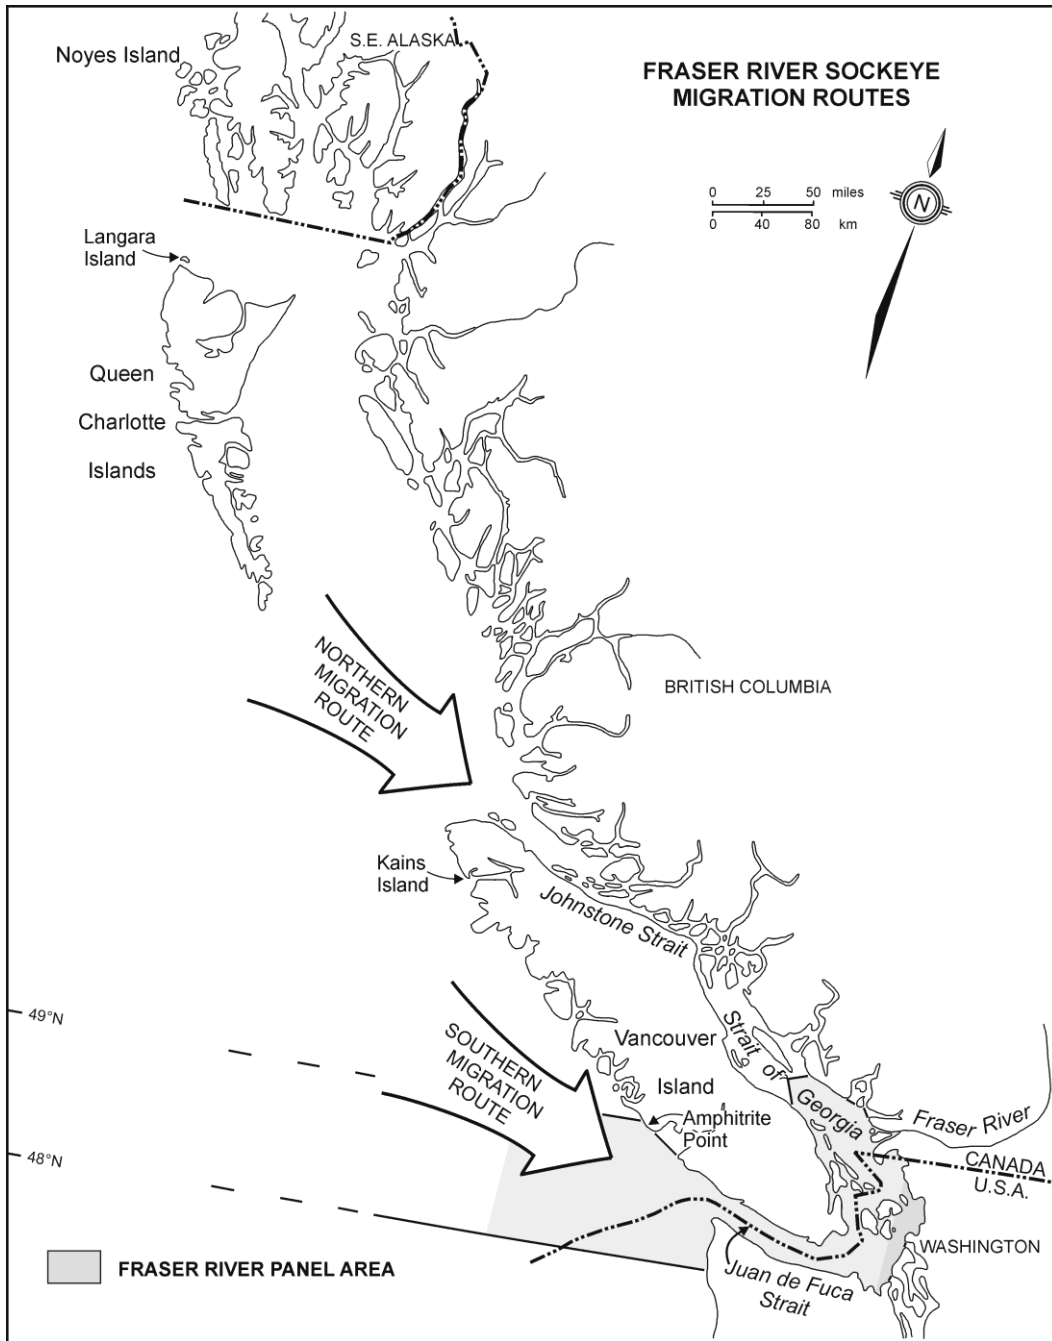 Noyes Island
S.E. ALASKA
FRASER RIVER SOCKEYE
MIGRATION ROUTES
0 25 50 miles
0 40 80 km
N
Langara
Island
Queen
Charlotte
Islands
NORTHERN
MIGRATION
ROUTE
BRITISH COLUMBIA
Kains
Island
Johnstone Strait
49°N
SOUTHERN
MIGRATION
ROUTE
Vancouver
Island
Strait of
Georgia
Amphitrite
Point
Fraser River
48°N
CANADA
U.S.A.
WASHINGTON
Juan de Fuca
Strait
FRASER RIVER PANEL AREA